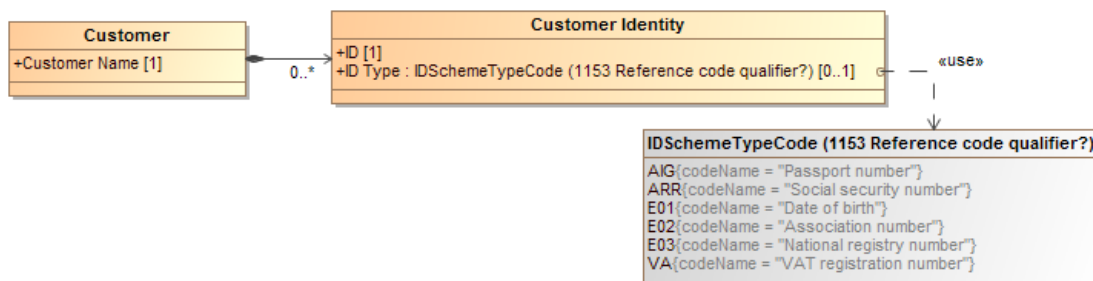 Customer
+Customer Name [1]
0..*
Customer Identity
+ID [1]
+ID Type : IDSchemeTypeCode (1153 Reference code qualifier?) [0..1]
«use»
IDSchemeTypeCode (1153 Reference code qualifier?)
AIG{codeName = "Passport number"}
ARR{codeName = "Social security number"}
E01{codeName = "Date of birth"}
E02{codeName = "Association number"}
E03{codeName = "National registry number"}
VA{codeName = "VAT registration number"}